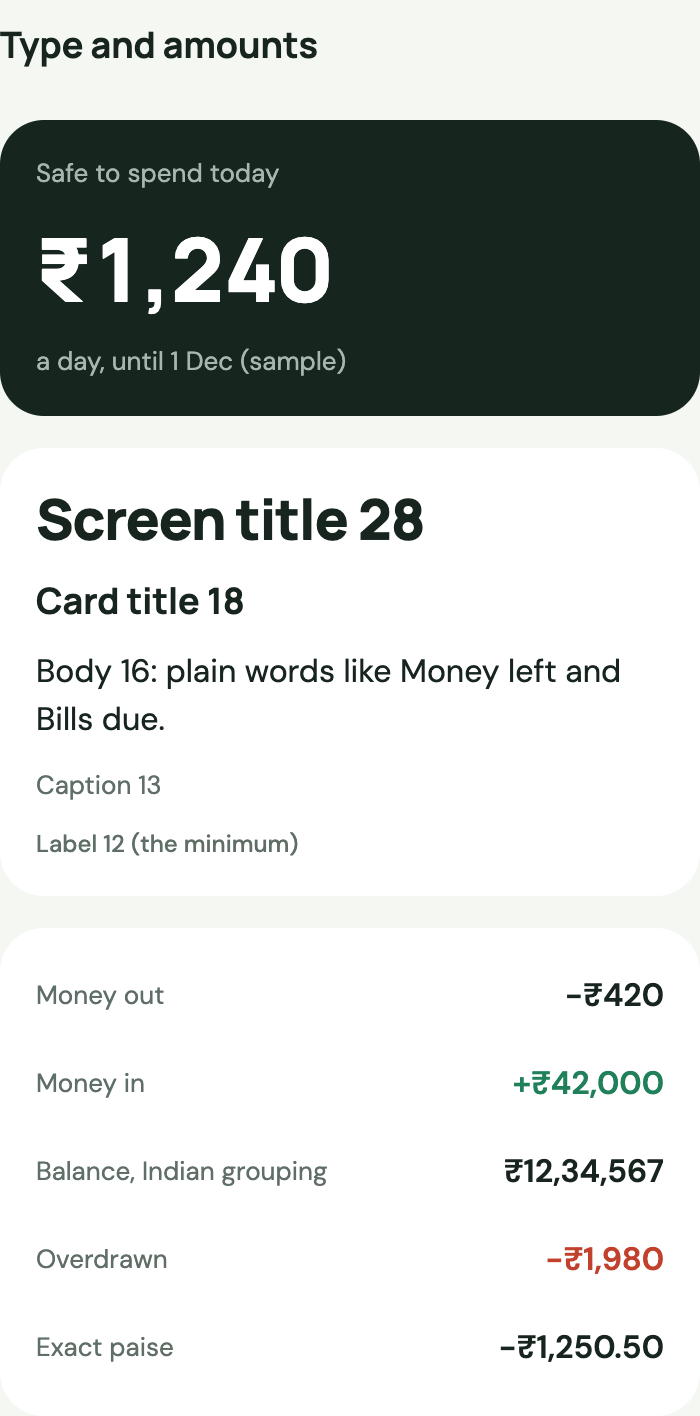 Type and amounts
Safe to spend today
₹1,240
a day, until 1 Dec (sample)
Screen title 28
Card title 18
Body 16: plain words like Money left and
Bills due.
Caption 13
Label 12 (the minimum)
Money out −₹420
Money in +₹42,000
Balance, Indian grouping ₹12,34,567
Overdrawn −₹1,980
Exact paise −₹1,250.50